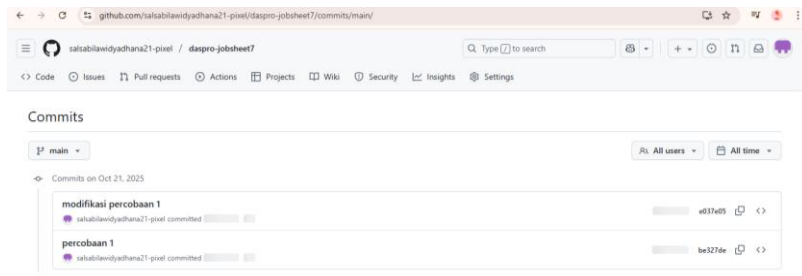 github.com/salsabilawidyadhana21-pixel/daspro-jobsheet7/commits/main/
salsabilawidyadhana21-pixel / daspro-jobsheet7
Type / to search
Code Issues Pull requests Actions Projects Wiki Security Insights Settings
Commits
main All users All time
Commits on Oct 21, 2025
modifikasi percobaan 1
salsabilawidyadhana21-pixel committed
e037e05
percobaan 1
salsabilawidyadhana21-pixel committed
be327de